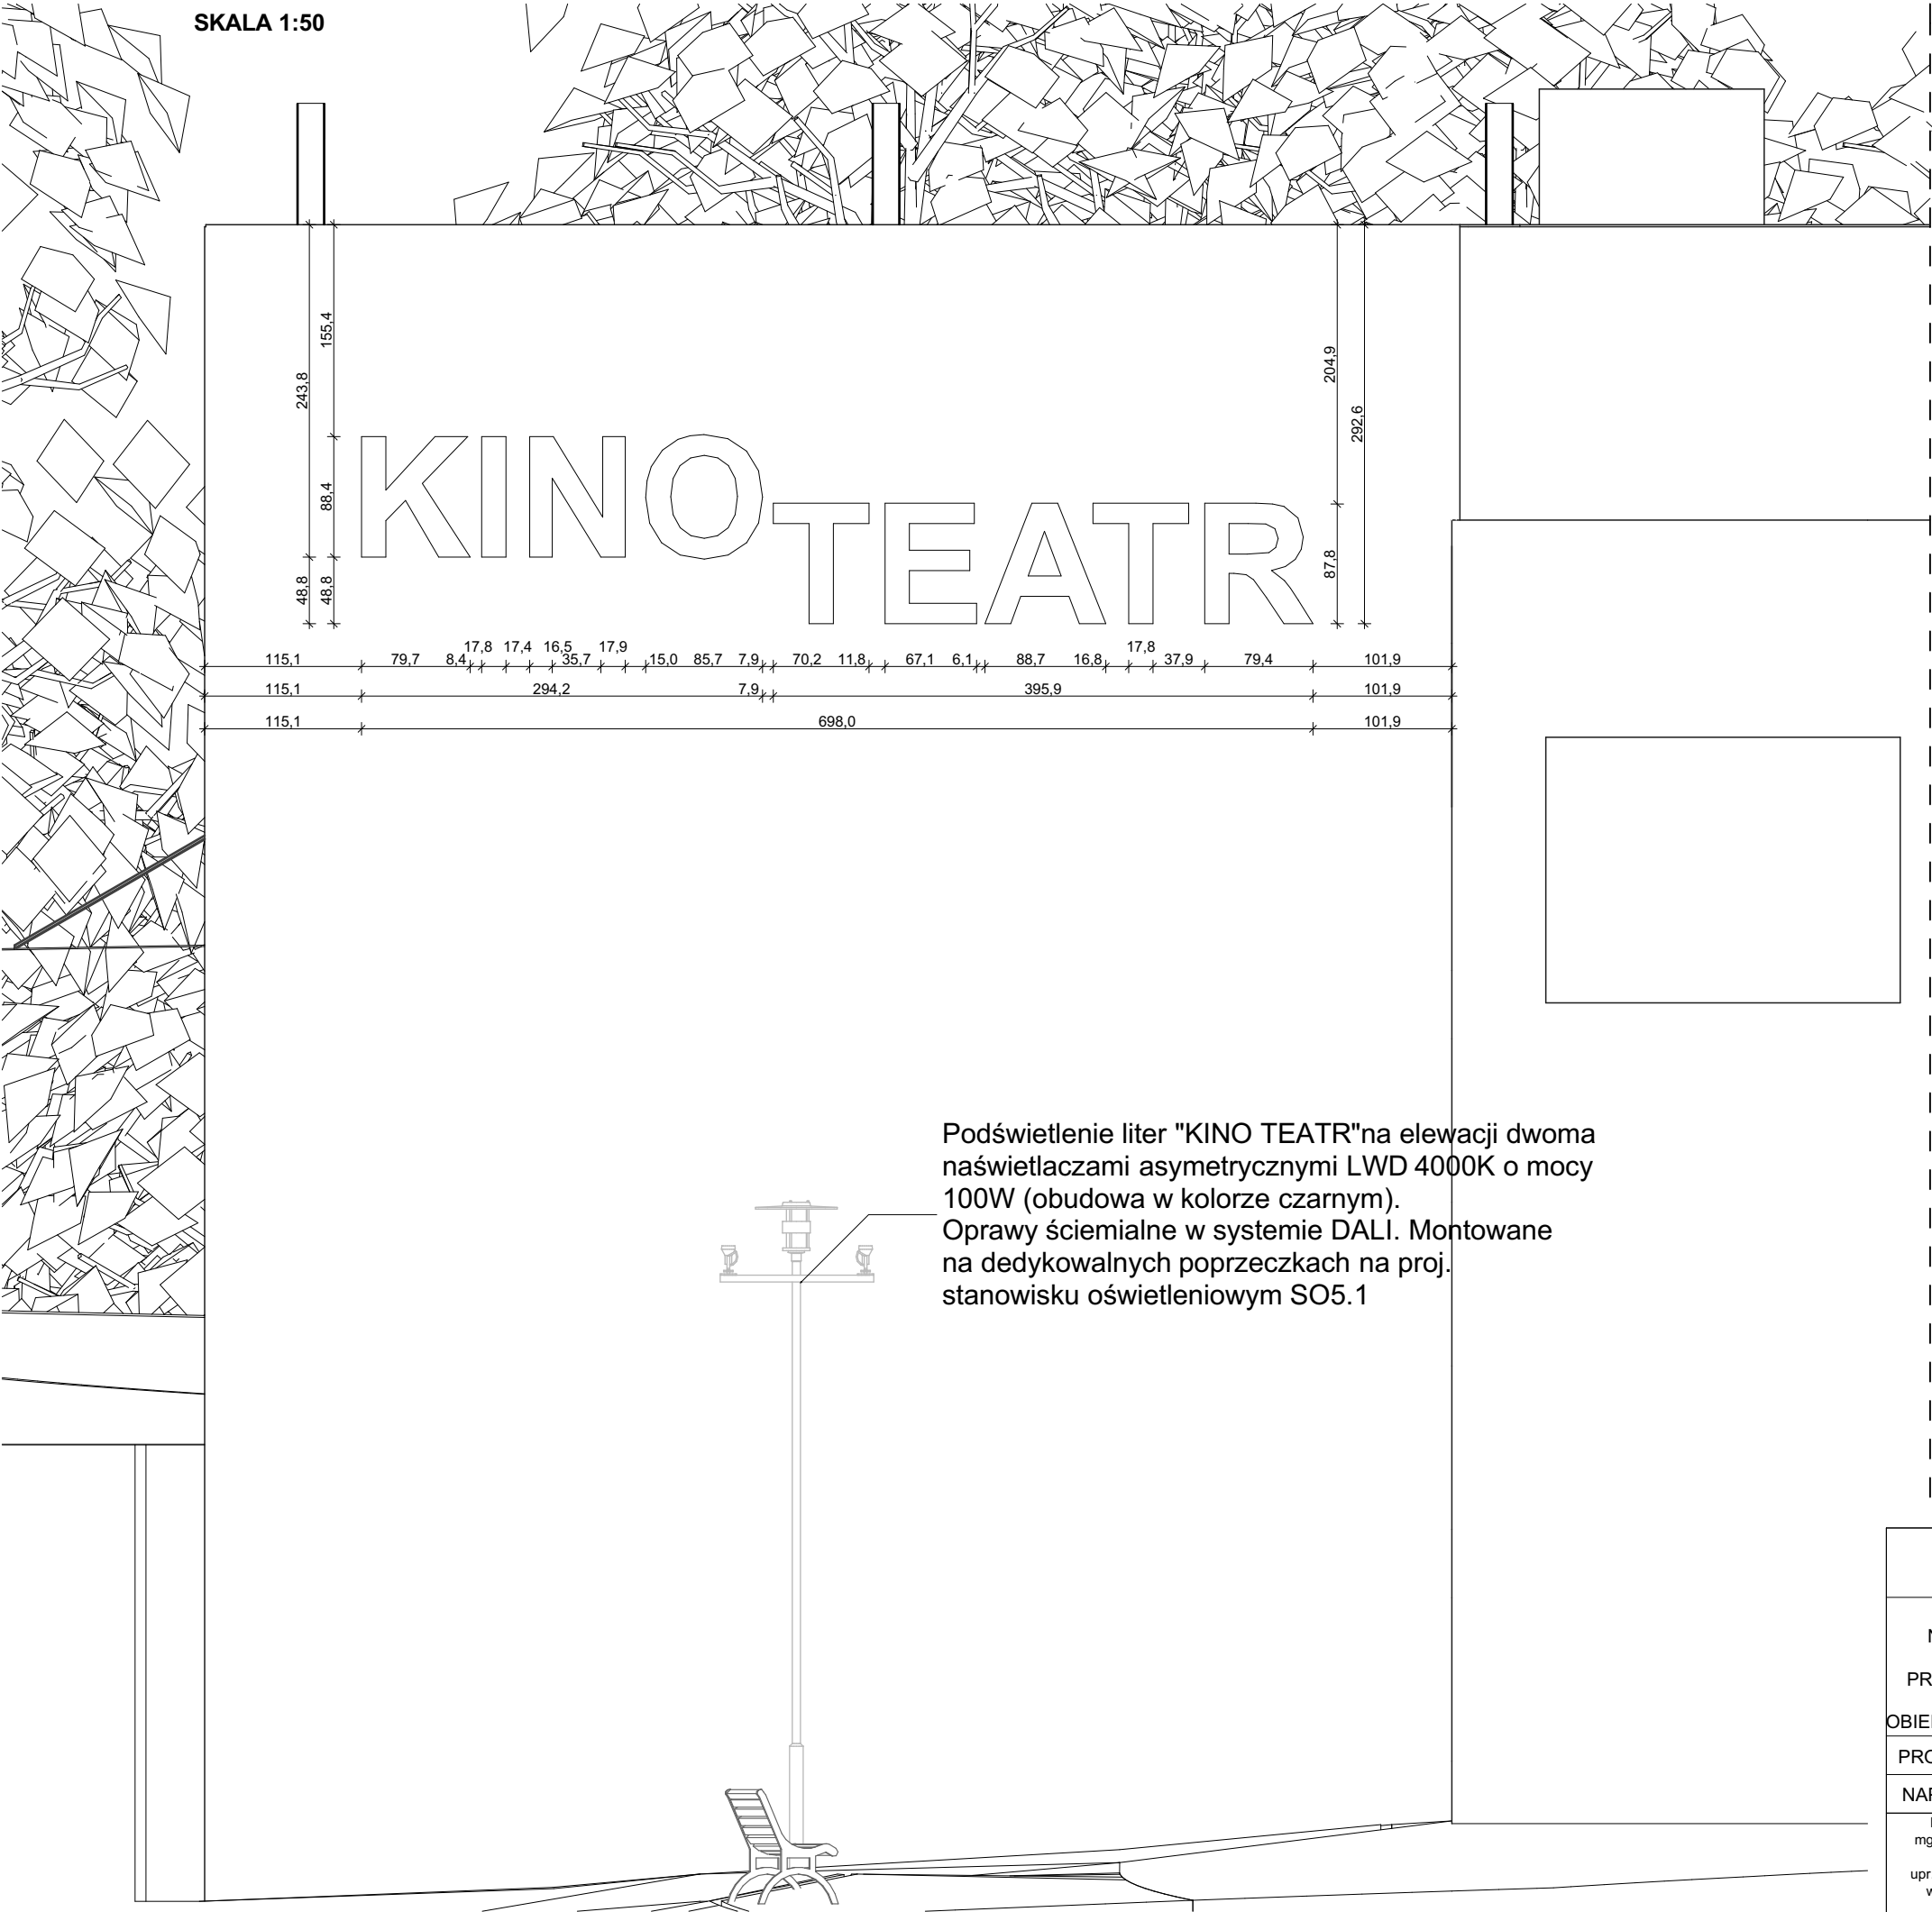 SKALA 1:50
155,4
243,8
88,4
48,8
48,8
204,9
292,6
87,8
KINO
TEATR
115,1 79,7 8,4 17,8 17,4 16,5 35,7 17,9 15,0 85,7 7,9 70,2 11,8 67,1 6,1 88,7 16,8 17,8 37,9 79,4 101,9
115,1 294,2 7,9 395,9 101,9
115,1 698,0 101,9
Podświetlenie liter "KINO TEATR"na elewacji dwoma
naświetlaczami asymetrycznymi LWD 4000K o mocy
100W (obudowa w kolorze czarnym).
Oprawy ściemialne w systemie DALI. Montowane
na dedykowalnych poprzeczkach na proj.
stanowisku oświetleniowym SO5.1
PR
PRO
mg
upr